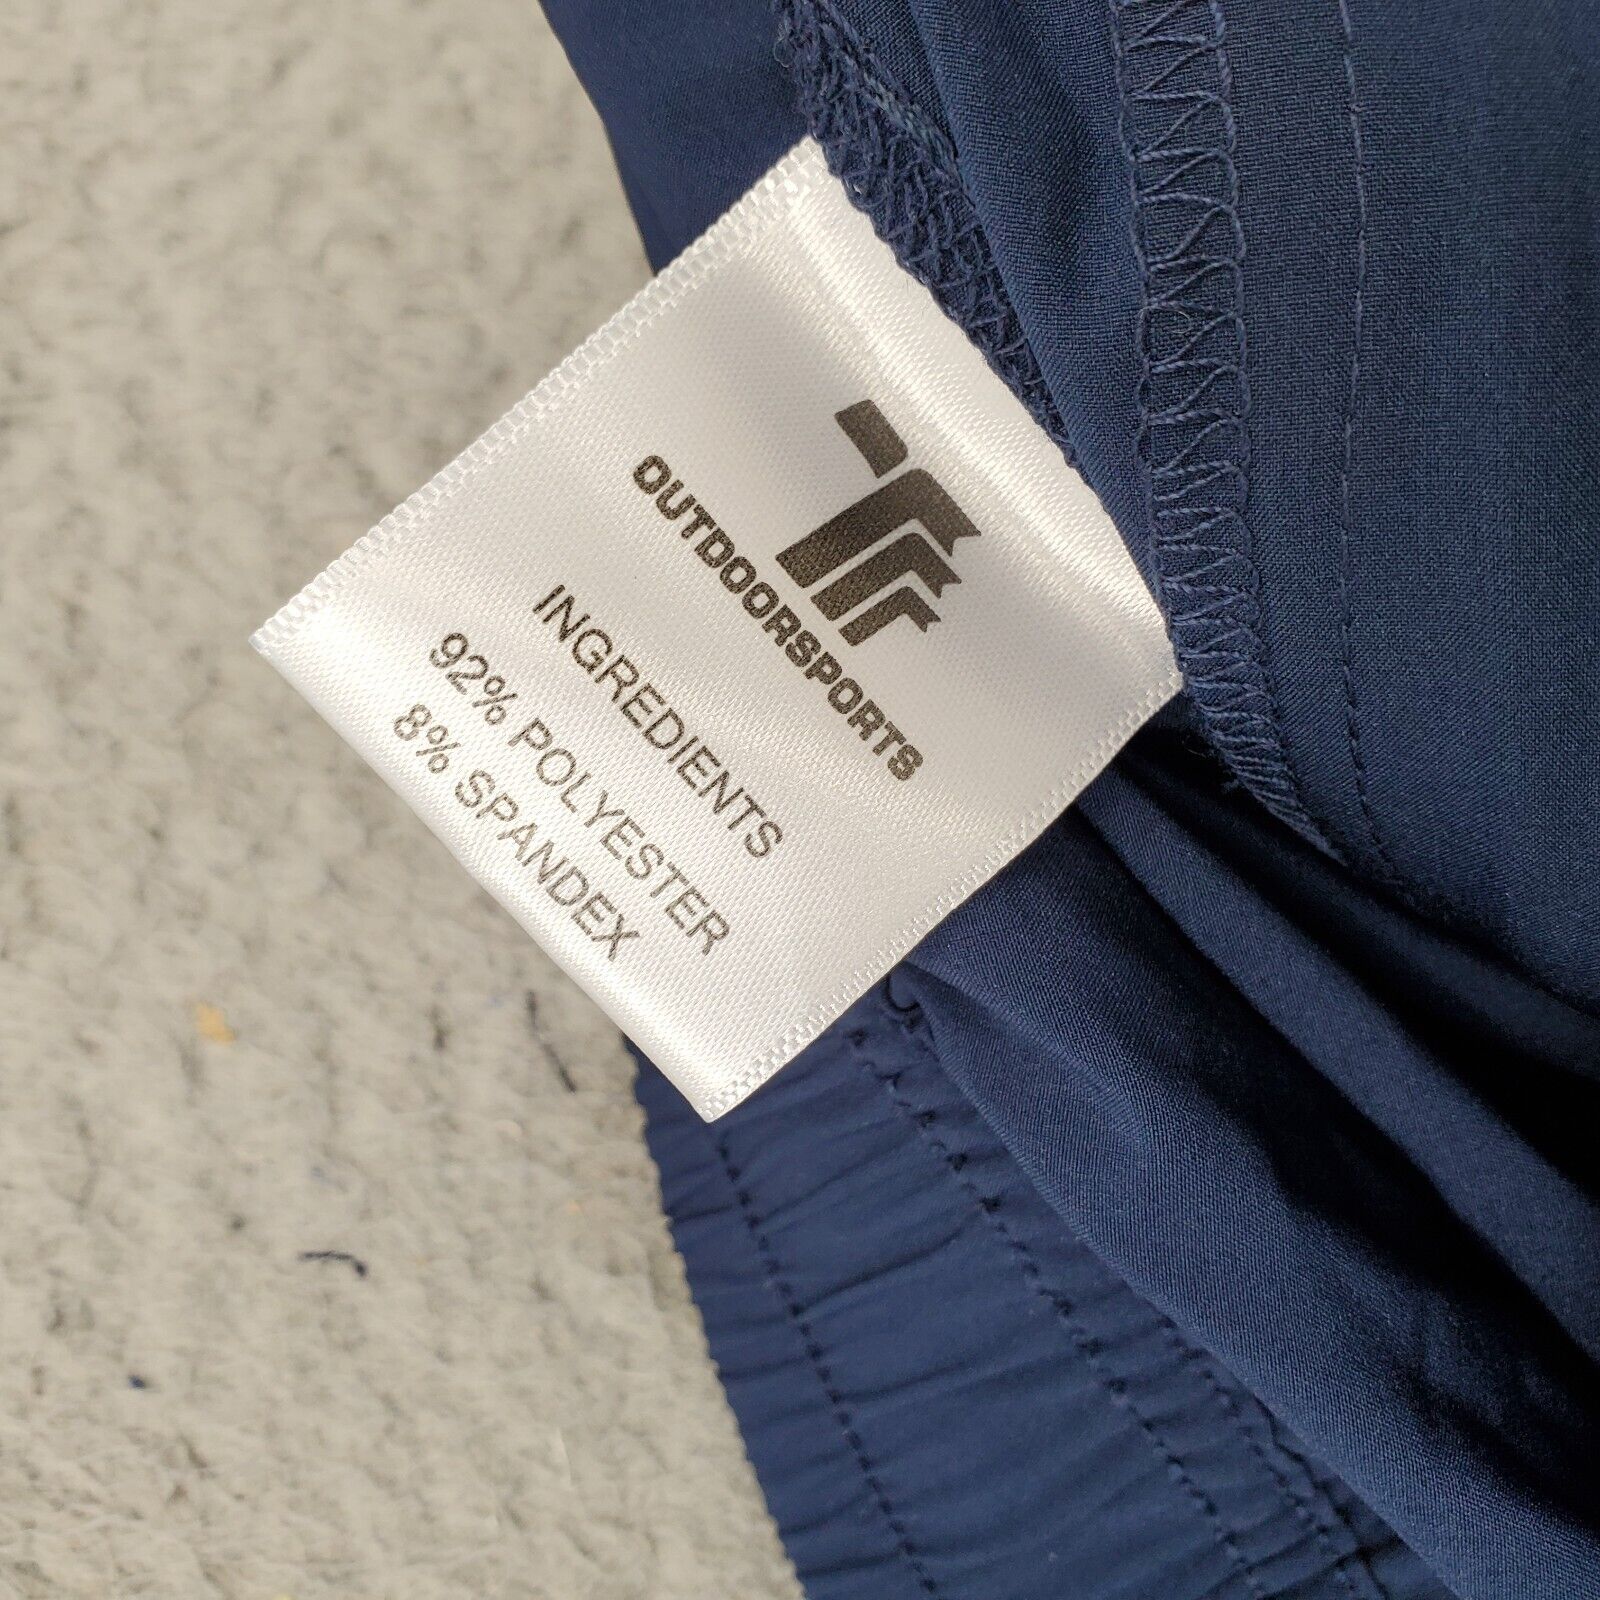 OUTDOORSPORTS
INGREDIENTS
92% POLYESTER
8% SPANDEX